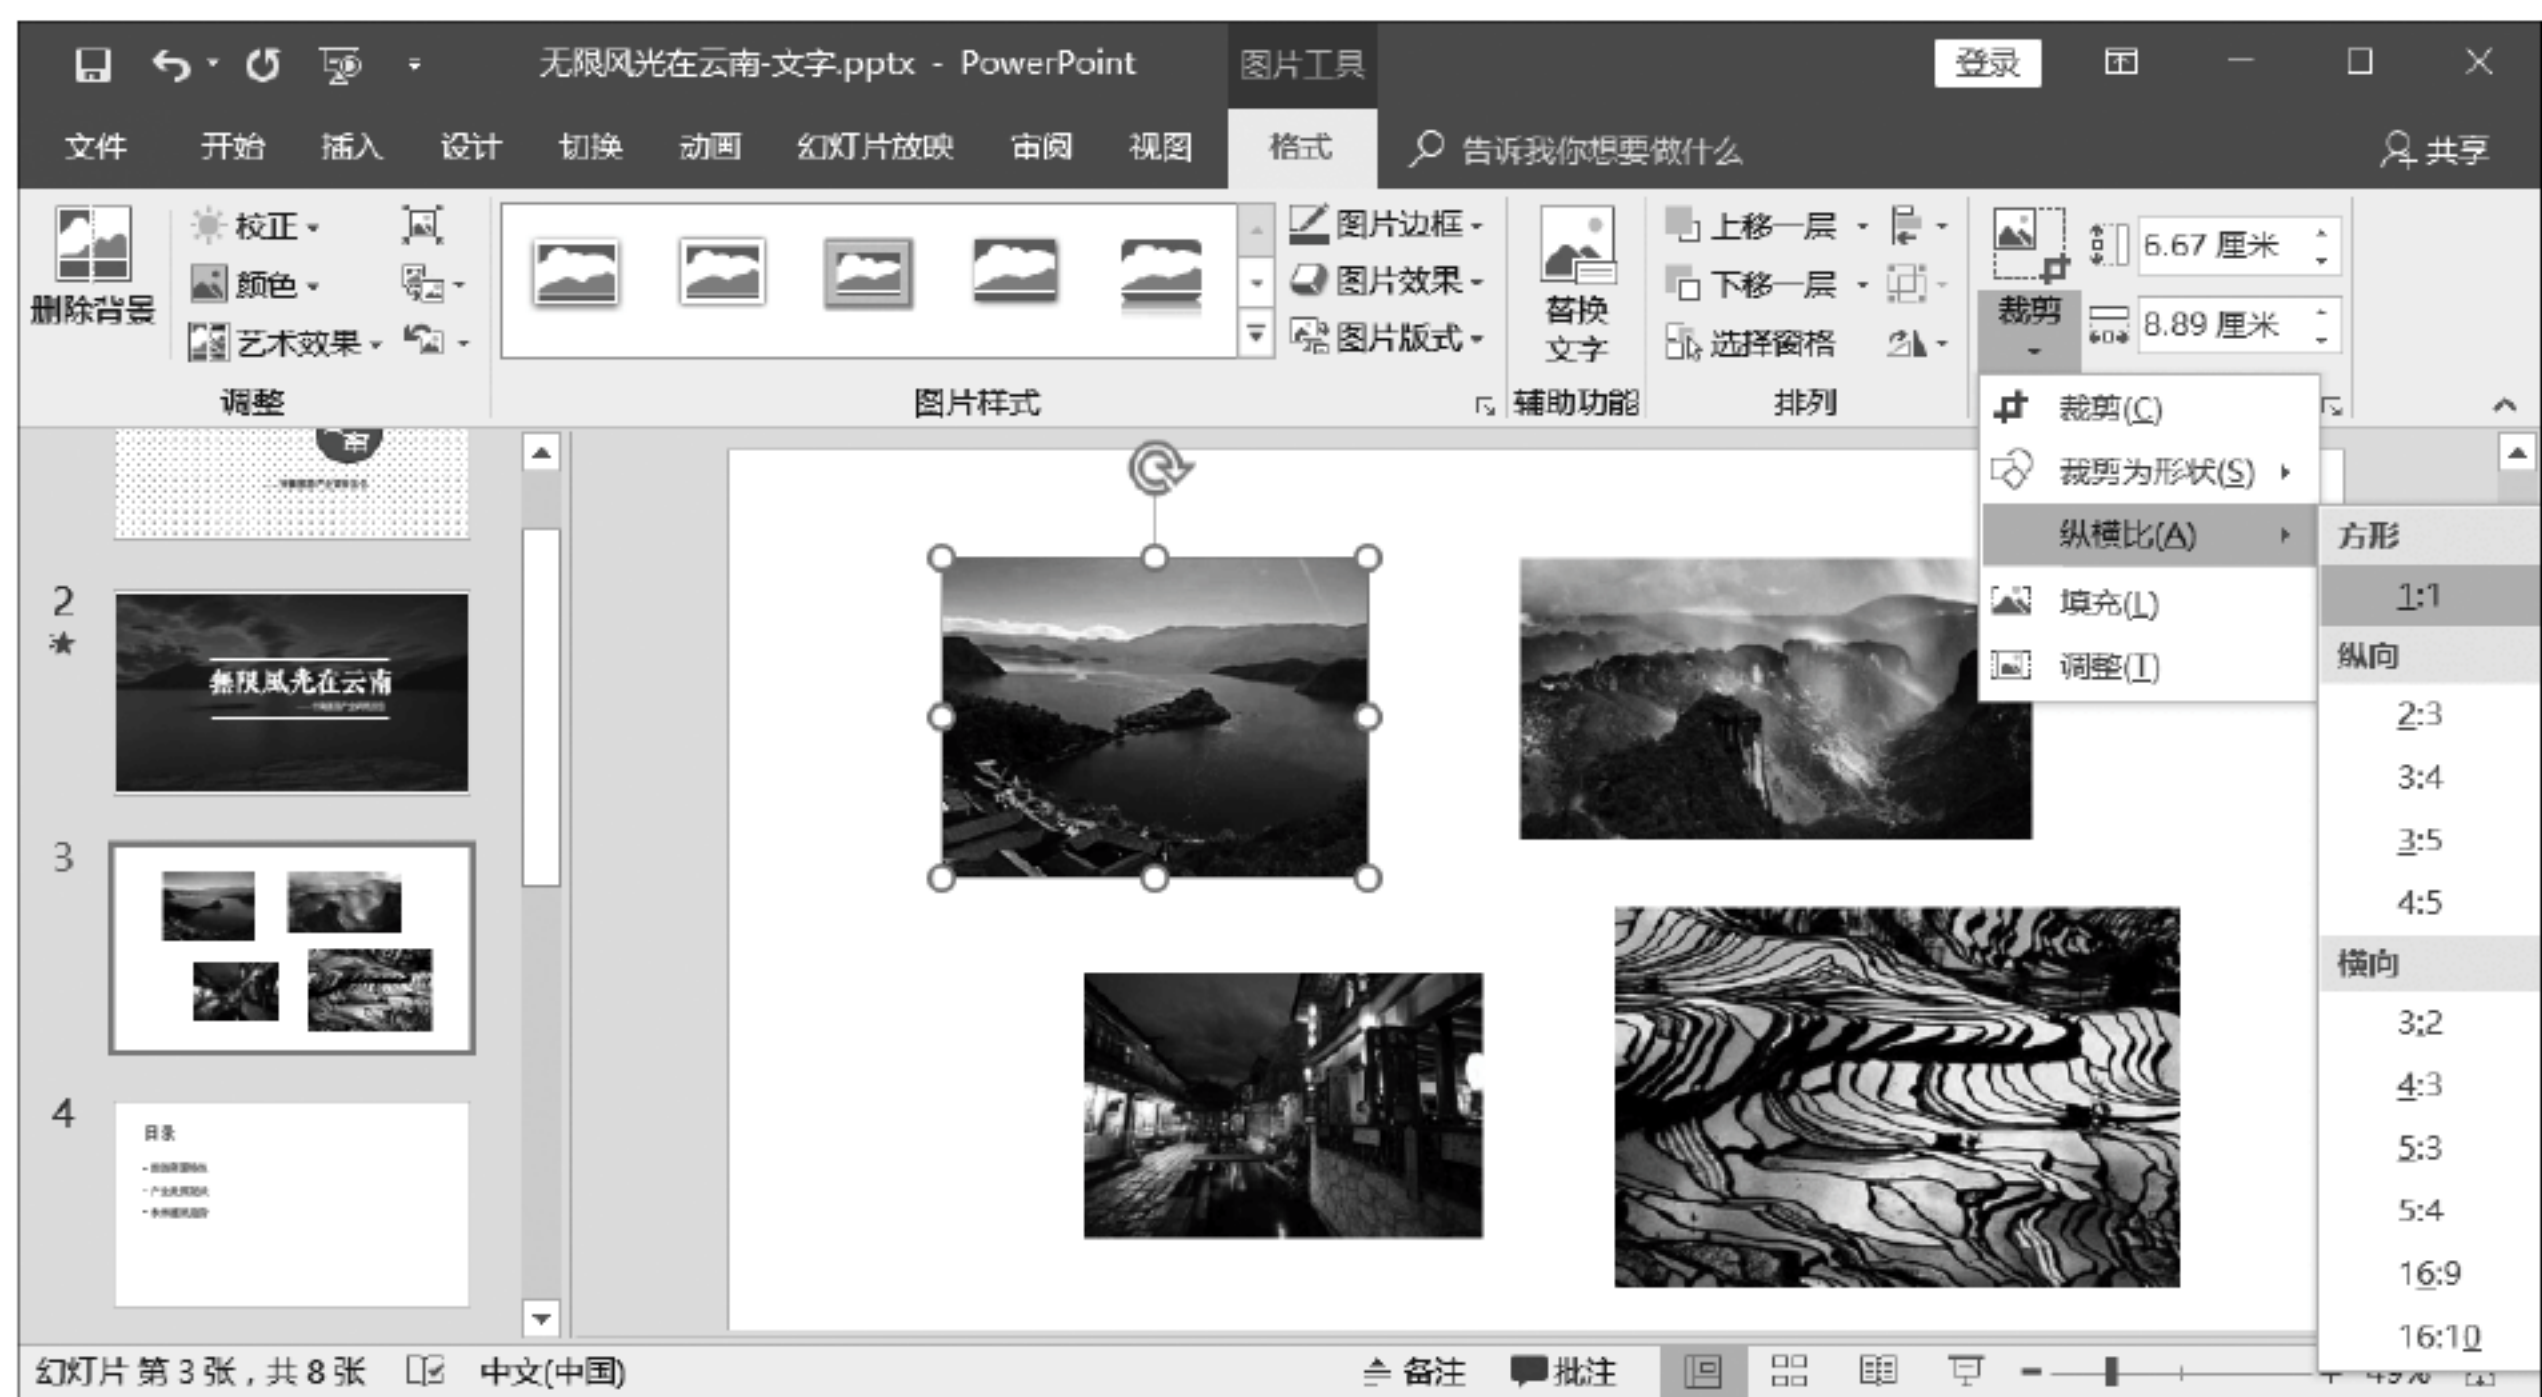 无限风光在云南-文字.pptx - PowerPoint
图片工具
登录
文件 开始 插入 设计 切换 动画 幻灯片放映 审阅 视图 格式 告诉我你想要做什么 共享
删除背景
校正
颜色
艺术效果
调整
图片样式
图片边框
图片效果
图片版式
替换
文字
辅助功能
上移一层
下移一层
选择窗格
排列
裁剪
6.67 厘米
8.89 厘米
裁剪(C)
裁剪为形状(S)
纵横比(A)
填充(L)
调整(T)
方形
1:1
纵向
2:3
3:4
3:5
4:5
横向
3:2
4:3
5:3
5:4
16:9
16:10
南
2
無限風光在云南
3
4
目录
幻灯片 第 3 张，共 8 张 中文(中国) 备注 批注 49%